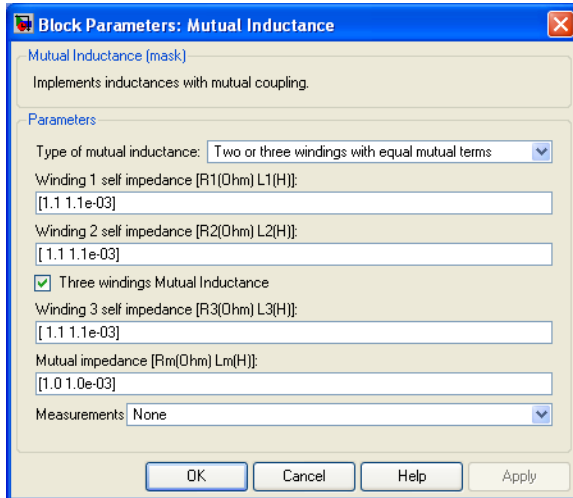 Block Parameters: Mutual Inductance
Mutual Inductance (mask)
Implements inductances with mutual coupling.
Parameters
Type of mutual inductance: Two or three windings with equal mutual terms
Winding 1 self impedance [R1(Ohm) L1(H)]:
[1.1 1.1e-03]
Winding 2 self impedance [R2(Ohm) L2(H)]:
[ 1.1 1.1e-03]
Three windings Mutual Inductance
Winding 3 self impedance [R3(Ohm) L3(H)]:
[ 1.1 1.1e-03]
Mutual impedance [Rm(Ohm) Lm(H)]:
[1.0 1.0e-03]
Measurements None
OK Cancel Help Apply